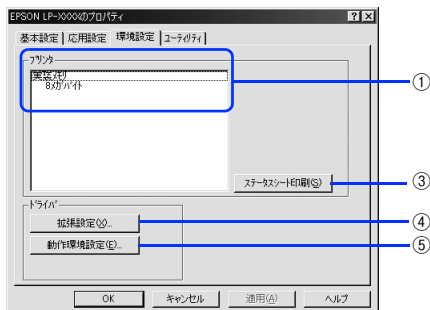 EPSON LP-XXXXのプロパティ
基本設定 応用設定 環境設定 ユーティリティ
プリンタ
実装メモリ
8メガバイト
①
ステータスシート印刷(S)
③
ドライバ
拡張設定(X)...
④
動作環境設定(E)...
⑤
OK キャンセル 適用(A) ヘルプ